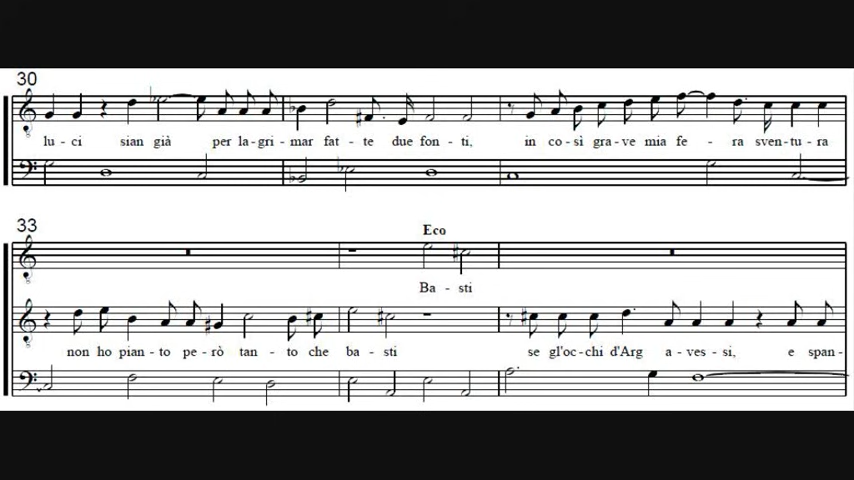 30
lu - ci sian già per la-gri- mar fat- te due fon- ti, in co-sì gra-ve mia fe - ra sven-tu-ra
33
Eco
Ba - sti
non ho pian-to pe-rò tan-to che ba-sti se gl'oc-chi d'Arg a-ves-si, e span-